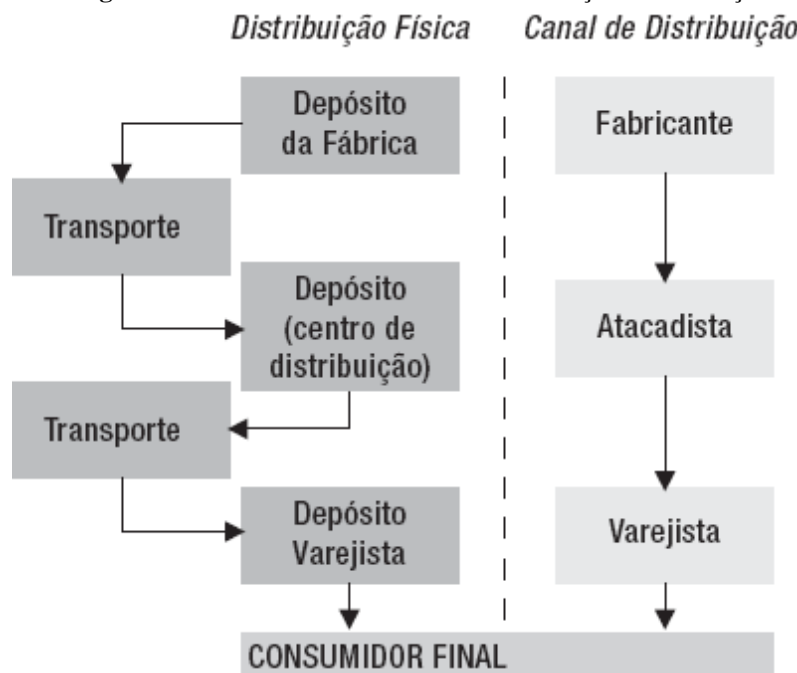 Distribuição Física
Canal de Distribuição
Depósito
da Fábrica
Fabricante
Transporte
Depósito
(centro de
distribuição)
Atacadista
Transporte
Depósito
Varejista
Varejista
CONSUMIDOR FINAL